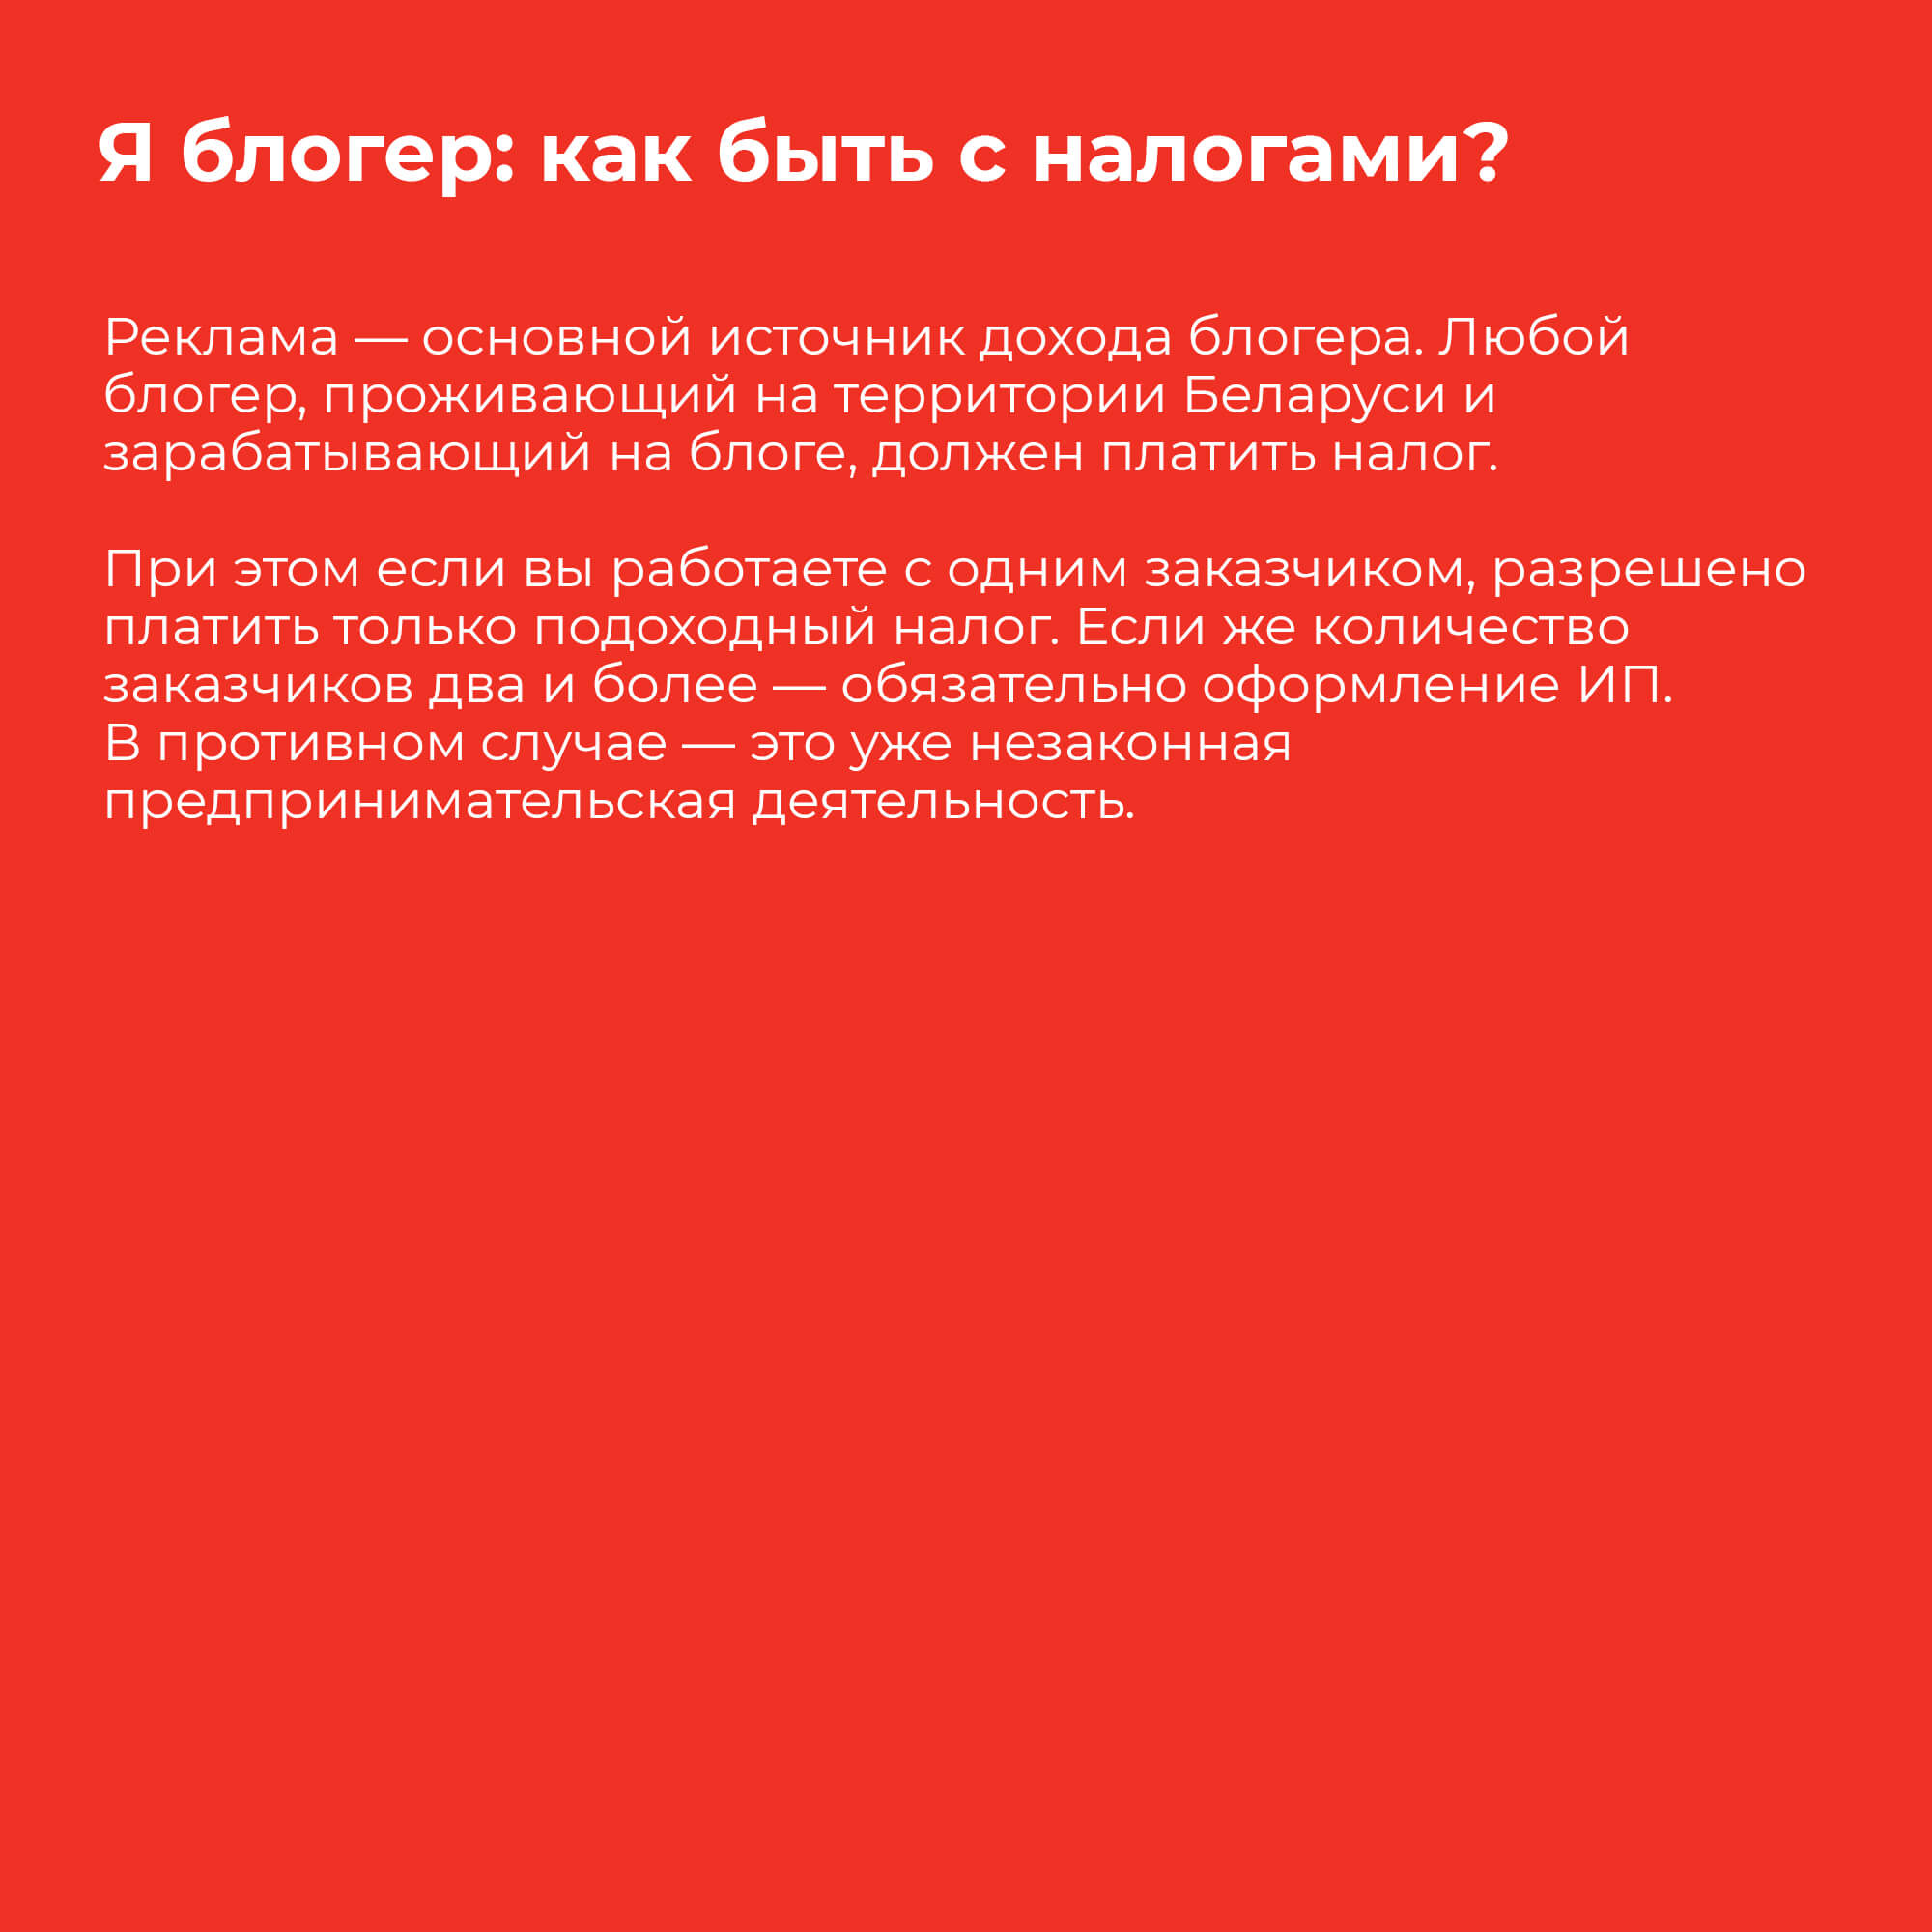 Я блогер: как быть с налогами?
Реклама — основной источник дохода блогера. Любой
блогер, проживающий на территории Беларуси и
зарабатывающий на блоге, должен платить налог.
При этом если вы работаете с одним заказчиком, разрешено
платить только подоходный налог. Если же количество
заказчиков два и более — обязательно оформление ИП.
В противном случае — это уже незаконная
предпринимательская деятельность.